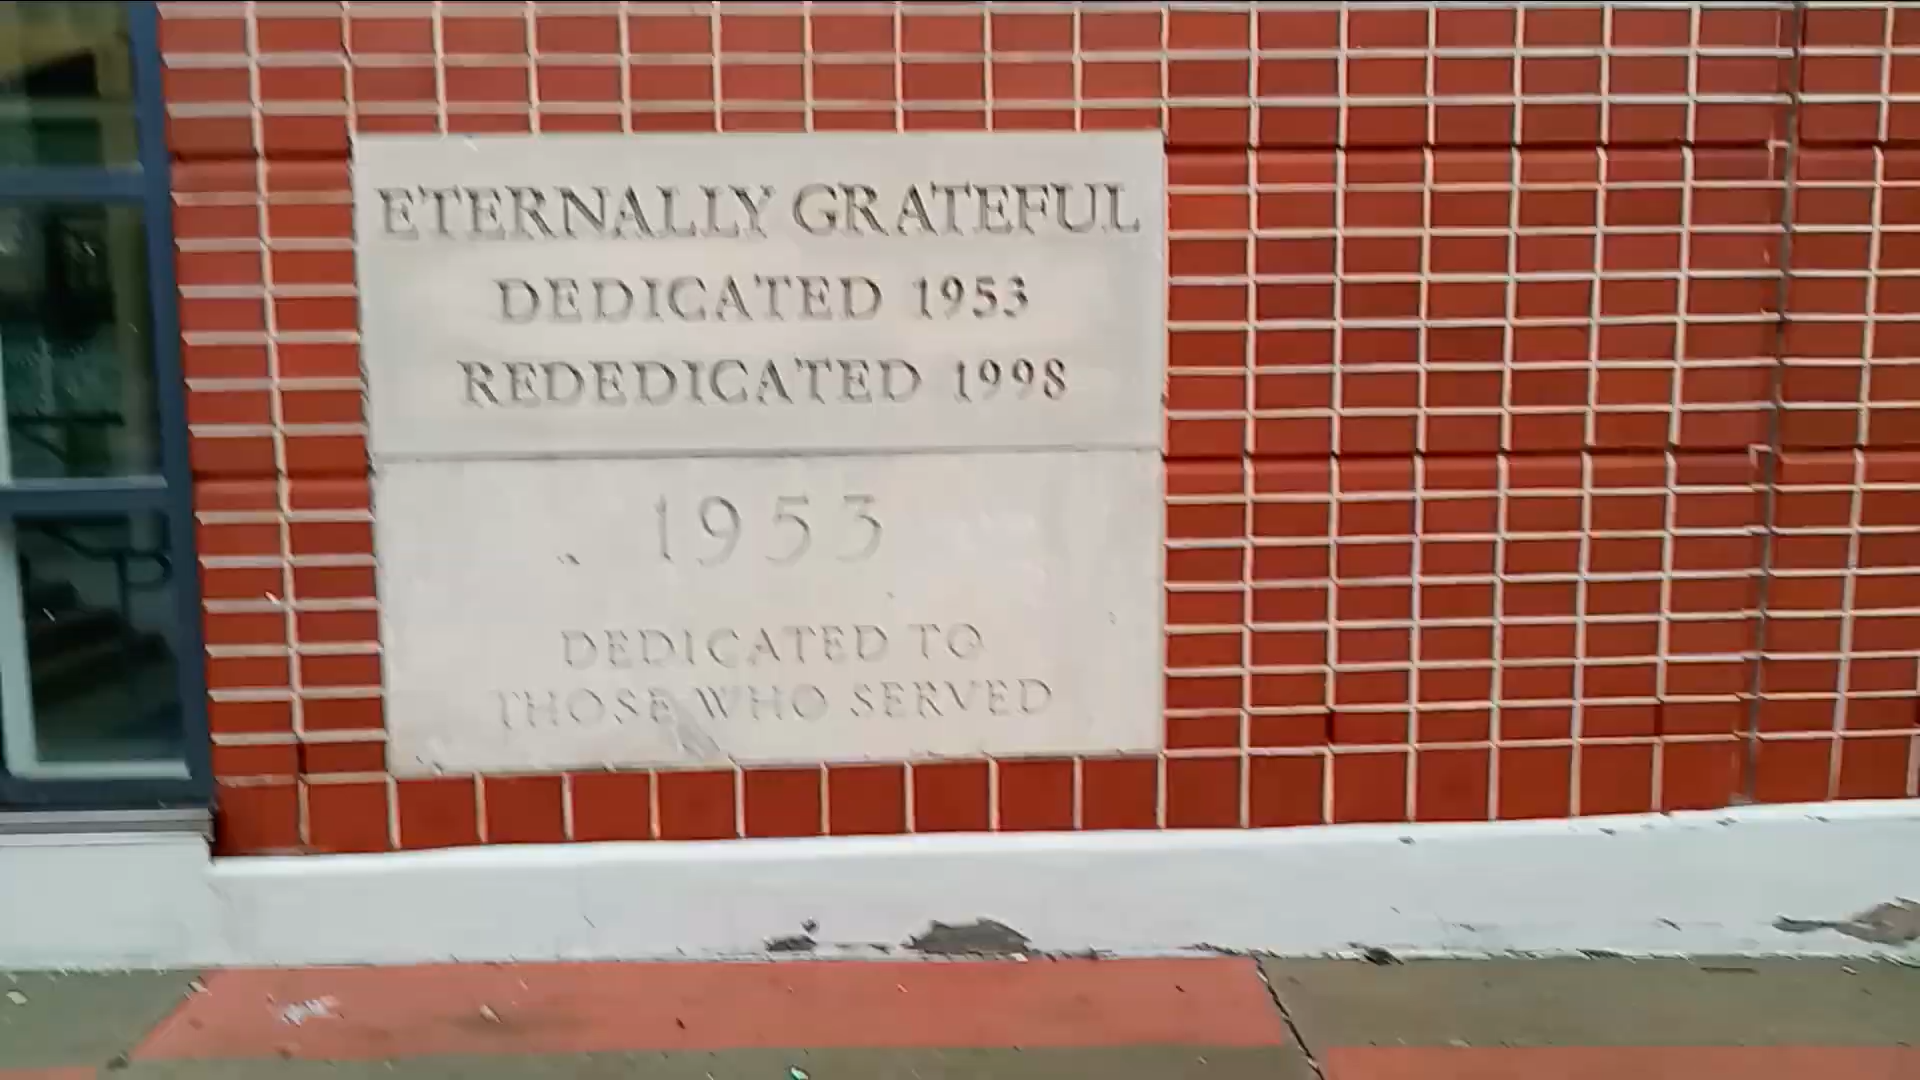 ETERNALLY GRATEFUL
DEDICATED 1953
REDEDICATED 1998
1953
DEDICATED TO
THOSE WHO SERVED